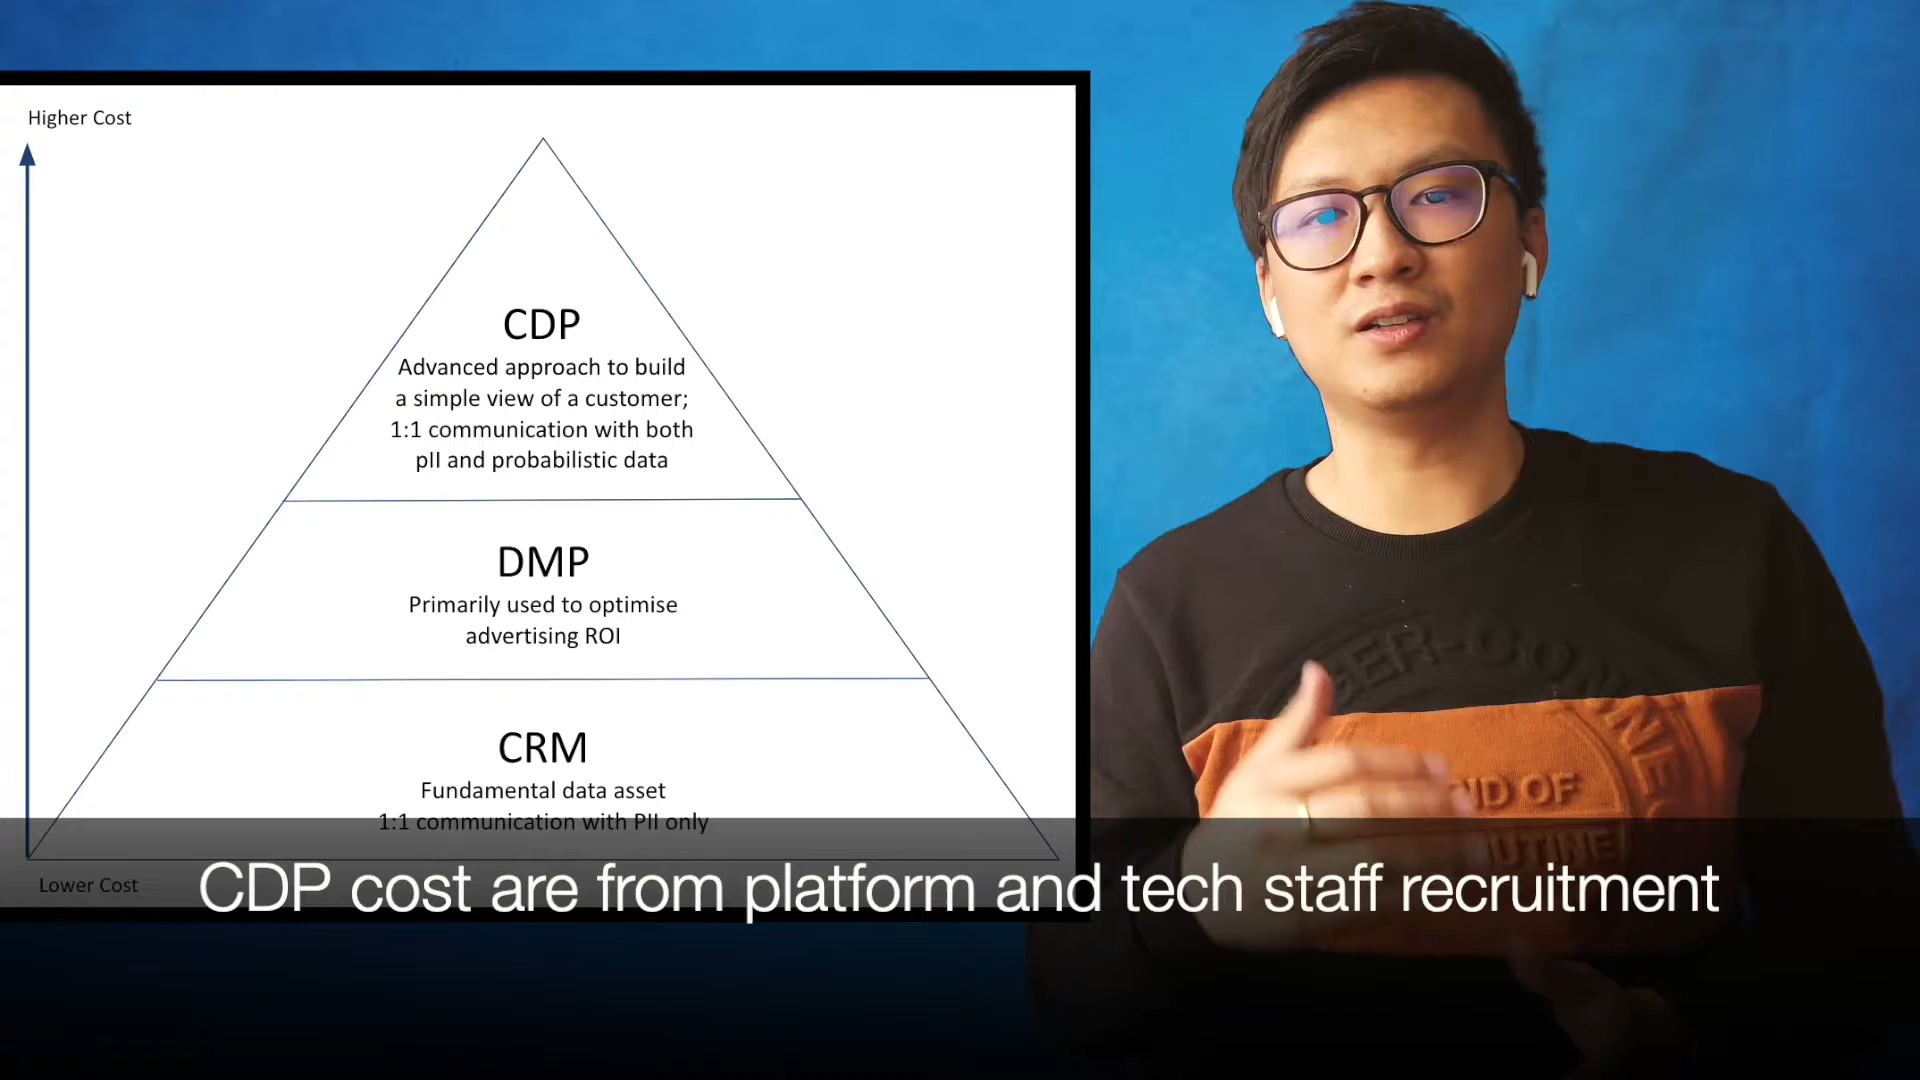 Higher Cost
CDP
Advanced approach to build
a simple view of a customer;
1:1 communication with both
pII and probabilistic data
DMP
Primarily used to optimise
advertising ROI
CRM
Fundamental data asset
1:1 communication with PII only
Lower Cost
CDP cost are from platform and tech staff recruitment
ND OF